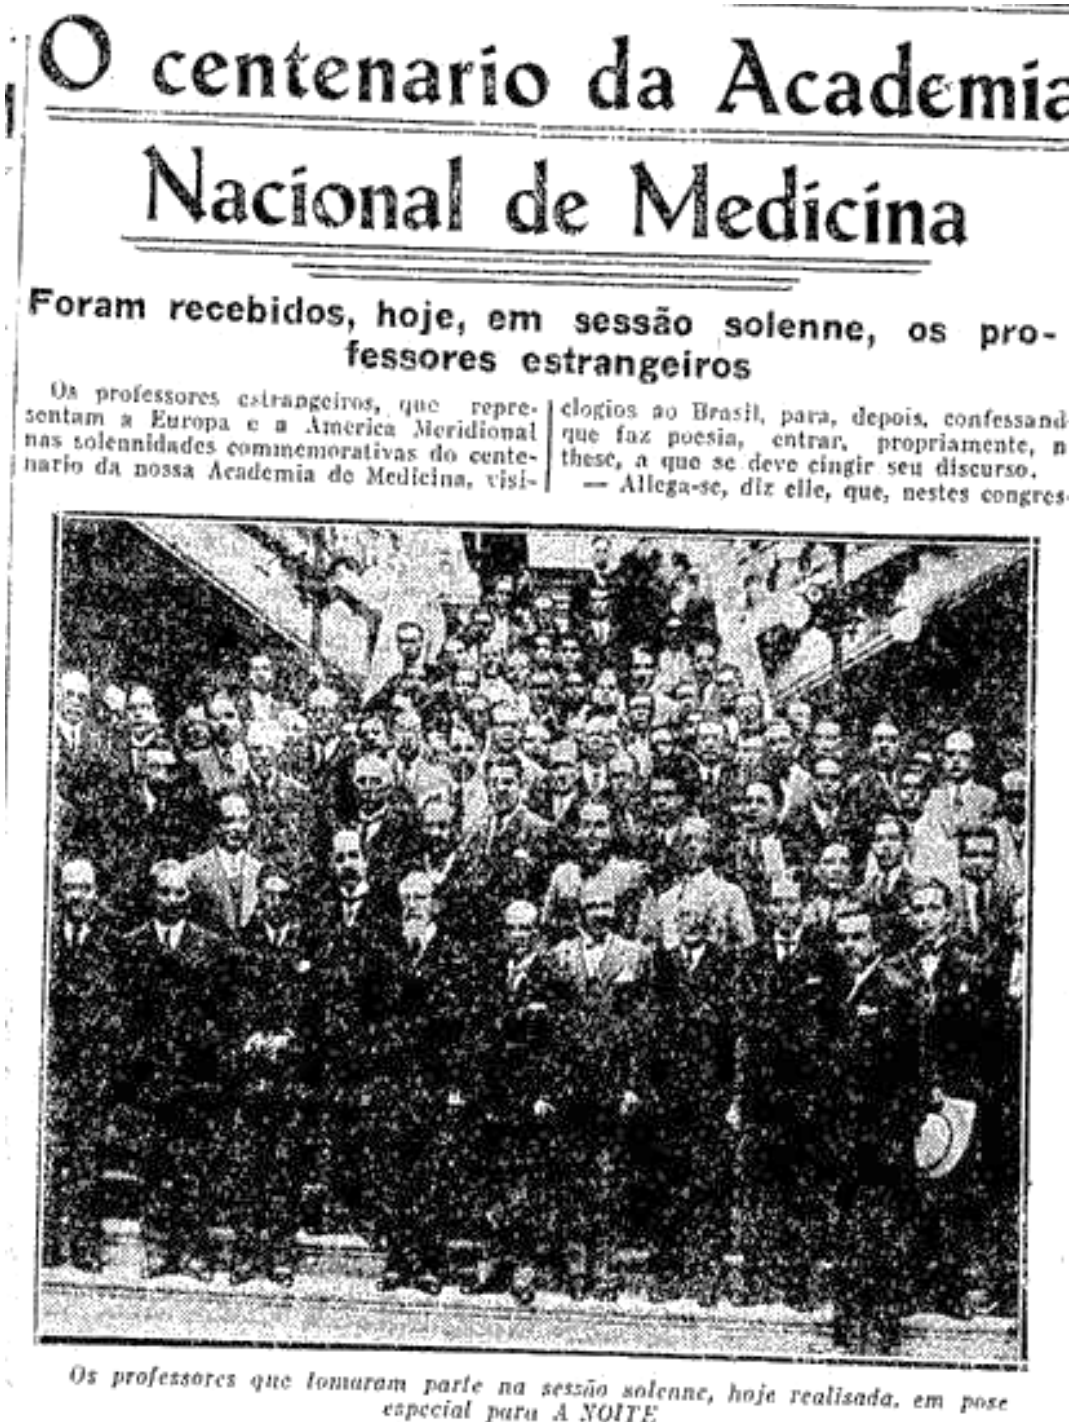 O centenario da Academia
Nacional de Medicina
Foram recebidos, hoje, em sessão solenne, os pro-
fessores estrangeiros
Os professores estrangeiros, que repre-
sentam a Europa e a America Meridional
nas solennidades commemorativas do cente-
nario da nossa Academia de Medicina, visi-
elogios ao Brasil, para, depois, confessand
que faz poesia, entrar, propriamente, n
these, a que se deve cingir seu discurso.
— Allega-se, diz elle, que, nestes congres-
Os professores que tomaram parte na sessão solenne, hoje realisada, em pose
especial para A NOITE